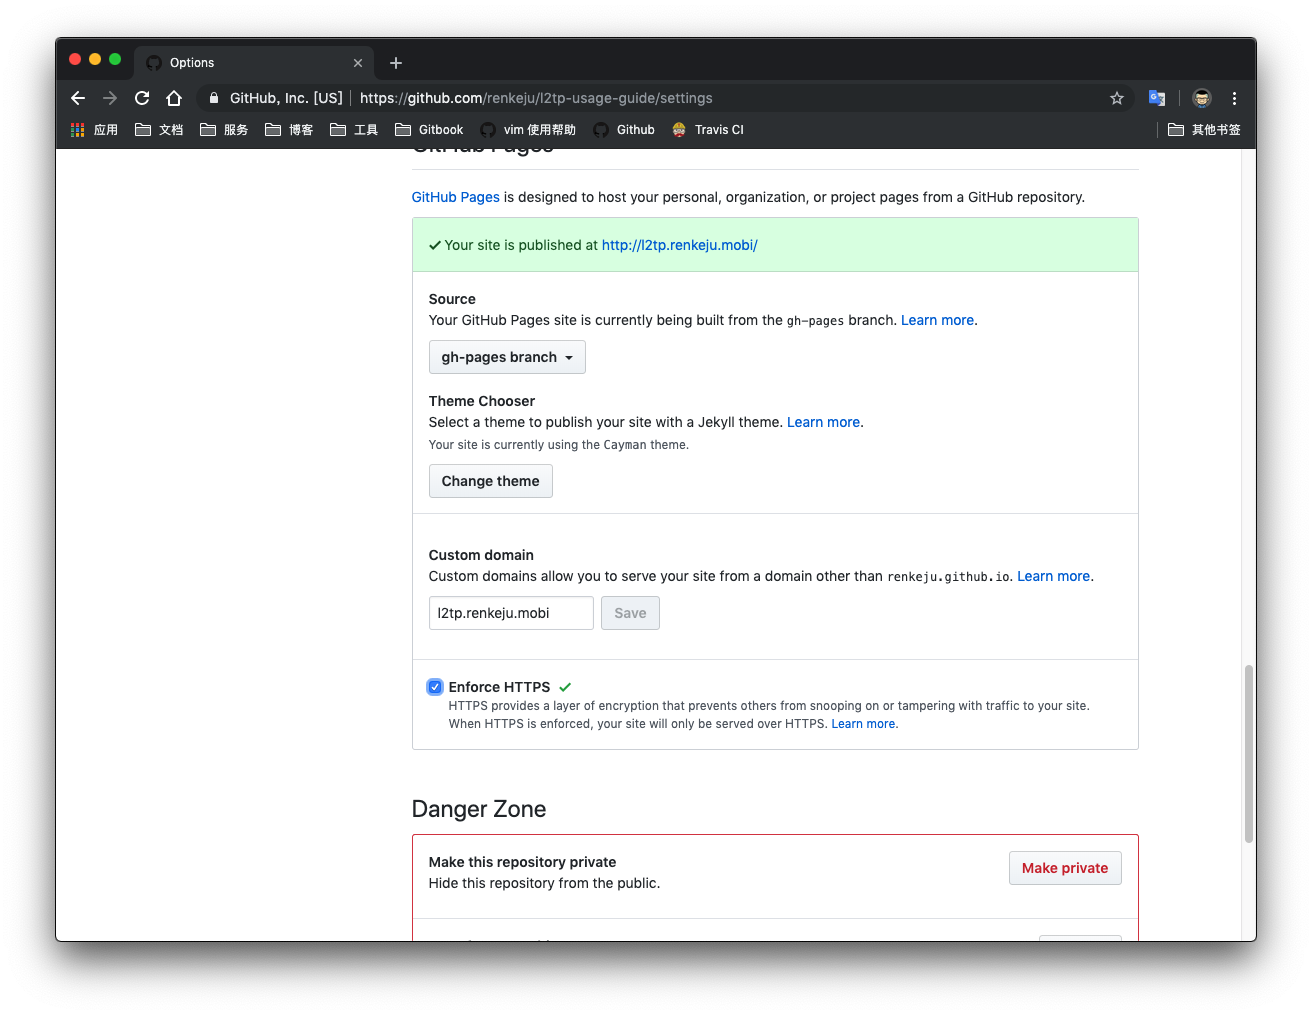 Options
GitHub, Inc. [US] | https://github.com/renkeju/l2tp-usage-guide/settings
应用 文档 服务 博客 工具 Gitbook vim 使用帮助 Github Travis CI 其他书签
GitHub Pages
GitHub Pages is designed to host your personal, organization, or project pages from a GitHub repository.
Your site is published at http://l2tp.renkeju.mobi/
Source
Your GitHub Pages site is currently being built from the gh-pages branch. Learn more.
gh-pages branch
Theme Chooser
Select a theme to publish your site with a Jekyll theme. Learn more.
Your site is currently using the Cayman theme.
Change theme
Custom domain
Custom domains allow you to serve your site from a domain other than renkeju.github.io. Learn more.
l2tp.renkeju.mobi Save
Enforce HTTPS
HTTPS provides a layer of encryption that prevents others from snooping on or tampering with traffic to your site.
When HTTPS is enforced, your site will only be served over HTTPS. Learn more.
Danger Zone
Make this repository private
Hide this repository from the public.
Make private